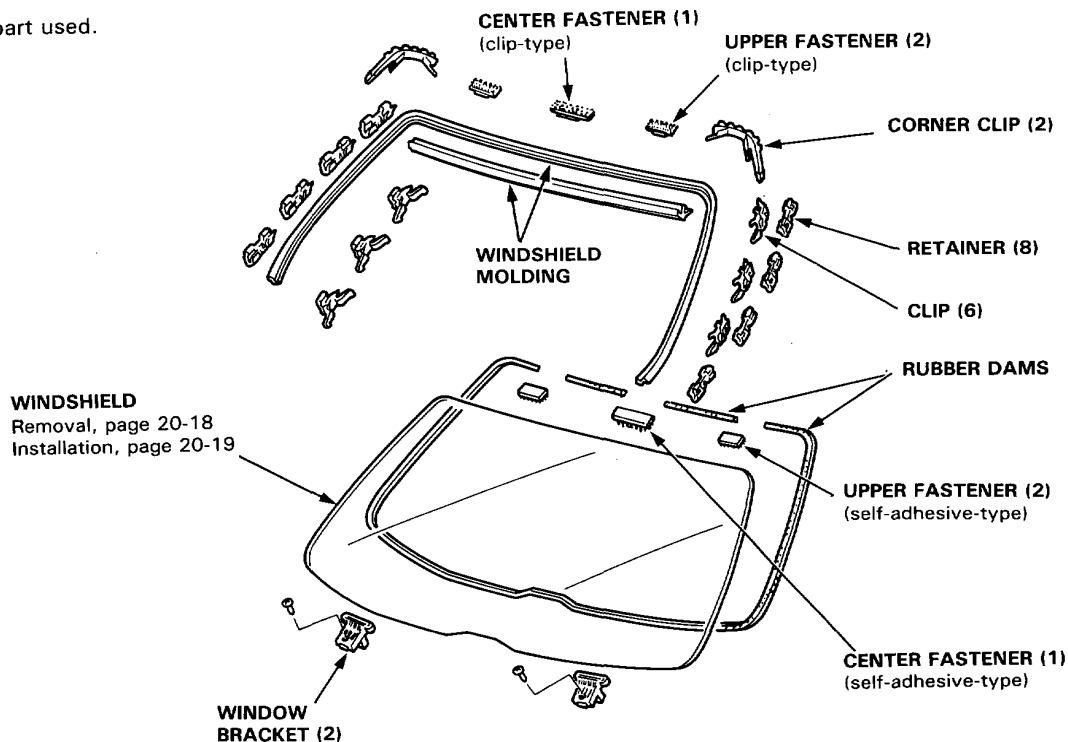 part used.
CENTER FASTENER (1)
(clip-type)
UPPER FASTENER (2)
(clip-type)
CORNER CLIP (2)
RETAINER (8)
CLIP (6)
WINDSHIELD
MOLDING
RUBBER DAMS
WINDSHIELD
Removal, page 20-18
Installation, page 20-19
UPPER FASTENER (2)
(self-adhesive-type)
CENTER FASTENER (1)
(self-adhesive-type)
WINDOW
BRACKET (2)